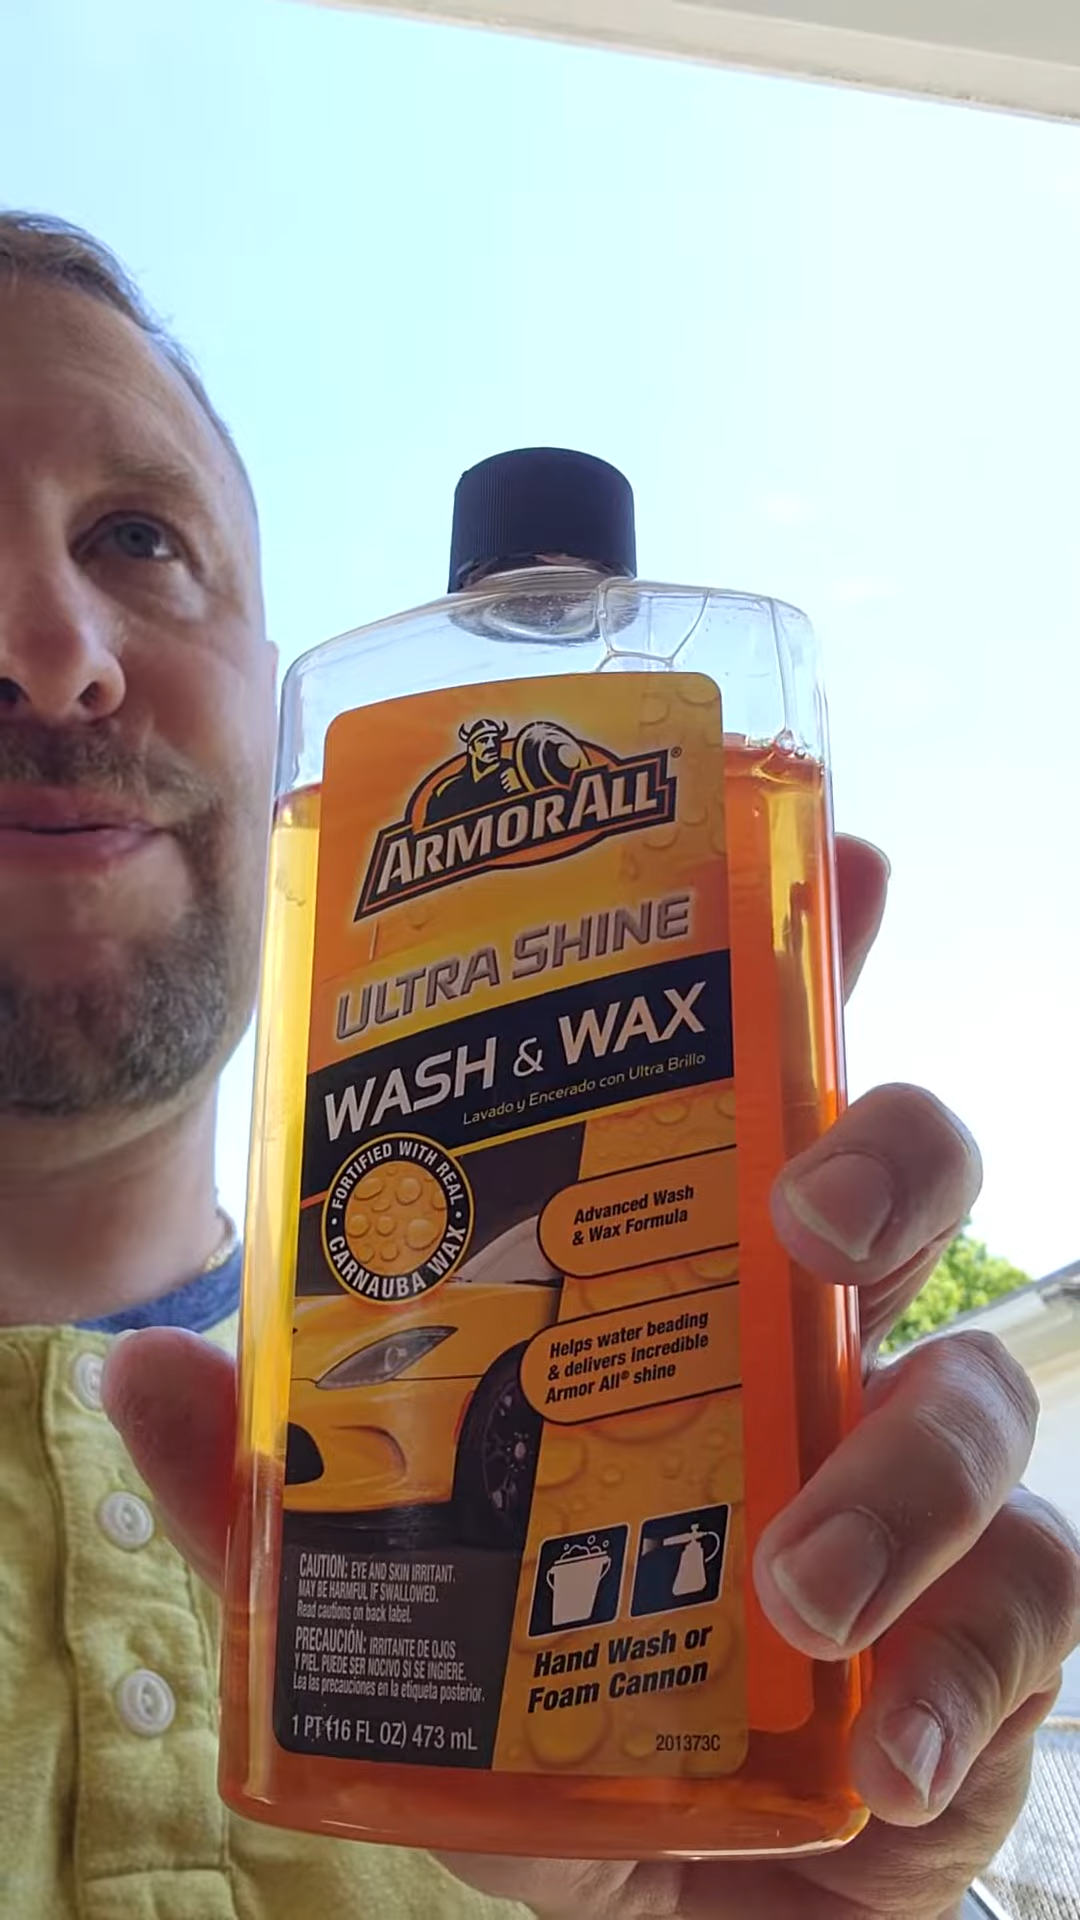 ARMOR ALL®
ULTRA SHINE
WASH & WAX
Lavado y Encerado con Ultra Brillo
• FORTIFIED WITH REAL •
CARNAUBA WAX
Advanced Wash
& Wax Formula
Helps water beading
& delivers incredible
Armor All® shine
CAUTION: EYE AND SKIN IRRITANT.
MAY BE HARMFUL IF SWALLOWED.
Read cautions on back label.
PRECAUCIÓN: IRRITANTE DE OJOS
Y PIEL. PUEDE SER NOCIVO SI SE INGIERE.
Lea las precauciones en la etiqueta posterior.
1 PT (16 FL OZ) 473 mL
Hand Wash or
Foam Cannon
201373C